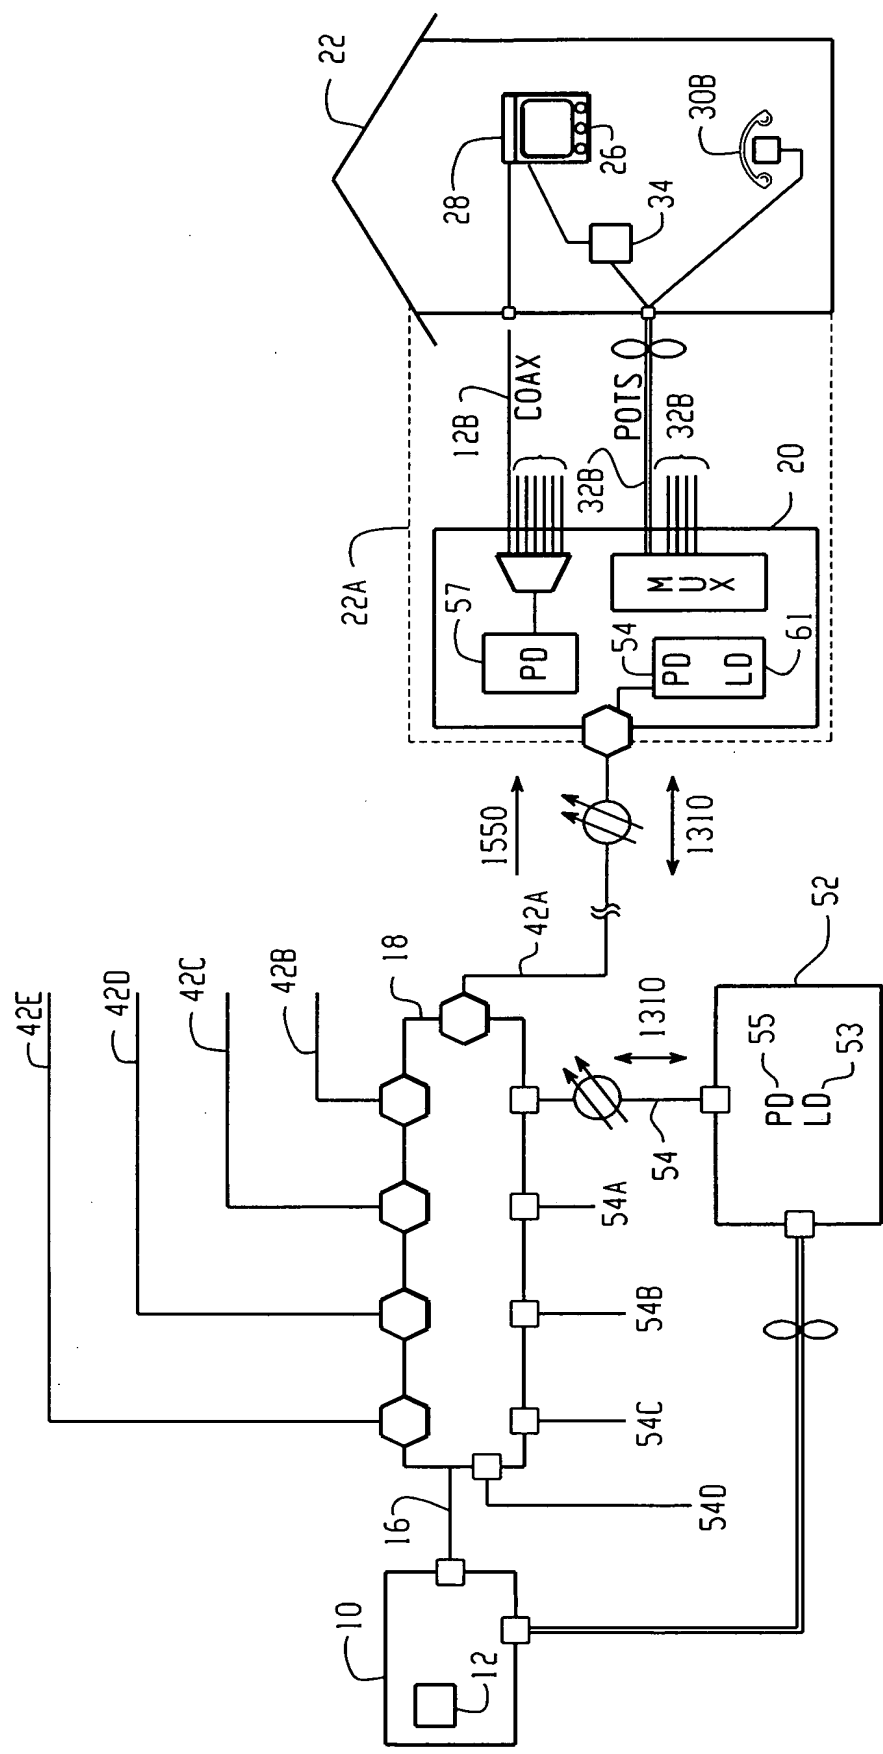 42E
42D
42C
42B
18
42A
1550
1310
22A
57
PD
54
PD
LD
61
MUX
20
12B
COAX
32B
POTS
32B
22
28
26
34
30B
10
12
16
54D
54C
54B
54A
54
1310
52
PD 55
LD 53